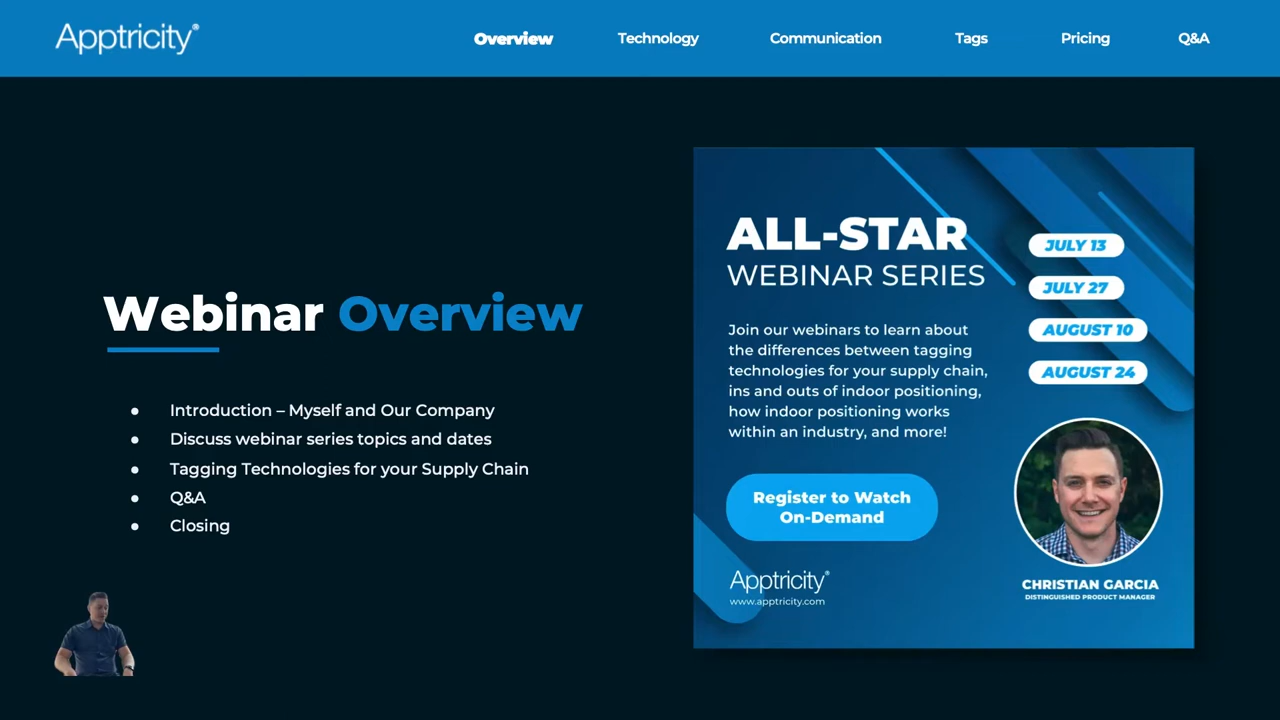 Apptricity®
Overview
Technology
Communication
Tags
Pricing
Q&A
Webinar Overview
● Introduction – Myself and Our Company
● Discuss webinar series topics and dates
● Tagging Technologies for your Supply Chain
● Q&A
● Closing
ALL-STAR
WEBINAR SERIES
Join our webinars to learn about
the differences between tagging
technologies for your supply chain,
ins and outs of indoor positioning,
how indoor positioning works
within an industry, and more!
Register to Watch
On-Demand
Apptricity®
www.apptricity.com
JULY 13
JULY 27
AUGUST 10
AUGUST 24
CHRISTIAN GARCIA
DISTINGUISHED PRODUCT MANAGER